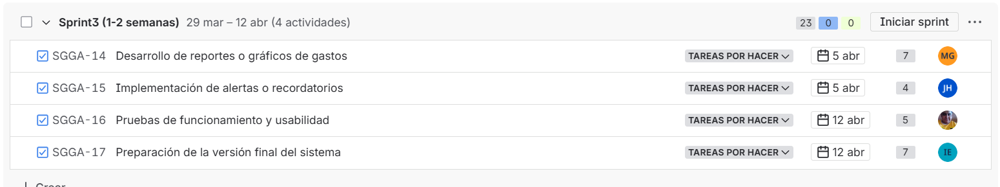 Sprint3 (1-2 semanas) 29 mar – 12 abr (4 actividades) 23 0 0 Iniciar sprint
SGGA-14 Desarrollo de reportes o gráficos de gastos TAREAS POR HACER 5 abr 7 MG
SGGA-15 Implementación de alertas o recordatorios TAREAS POR HACER 5 abr 4 JH
SGGA-16 Pruebas de funcionamiento y usabilidad TAREAS POR HACER 12 abr 5
SGGA-17 Preparación de la versión final del sistema TAREAS POR HACER 12 abr 7 IE